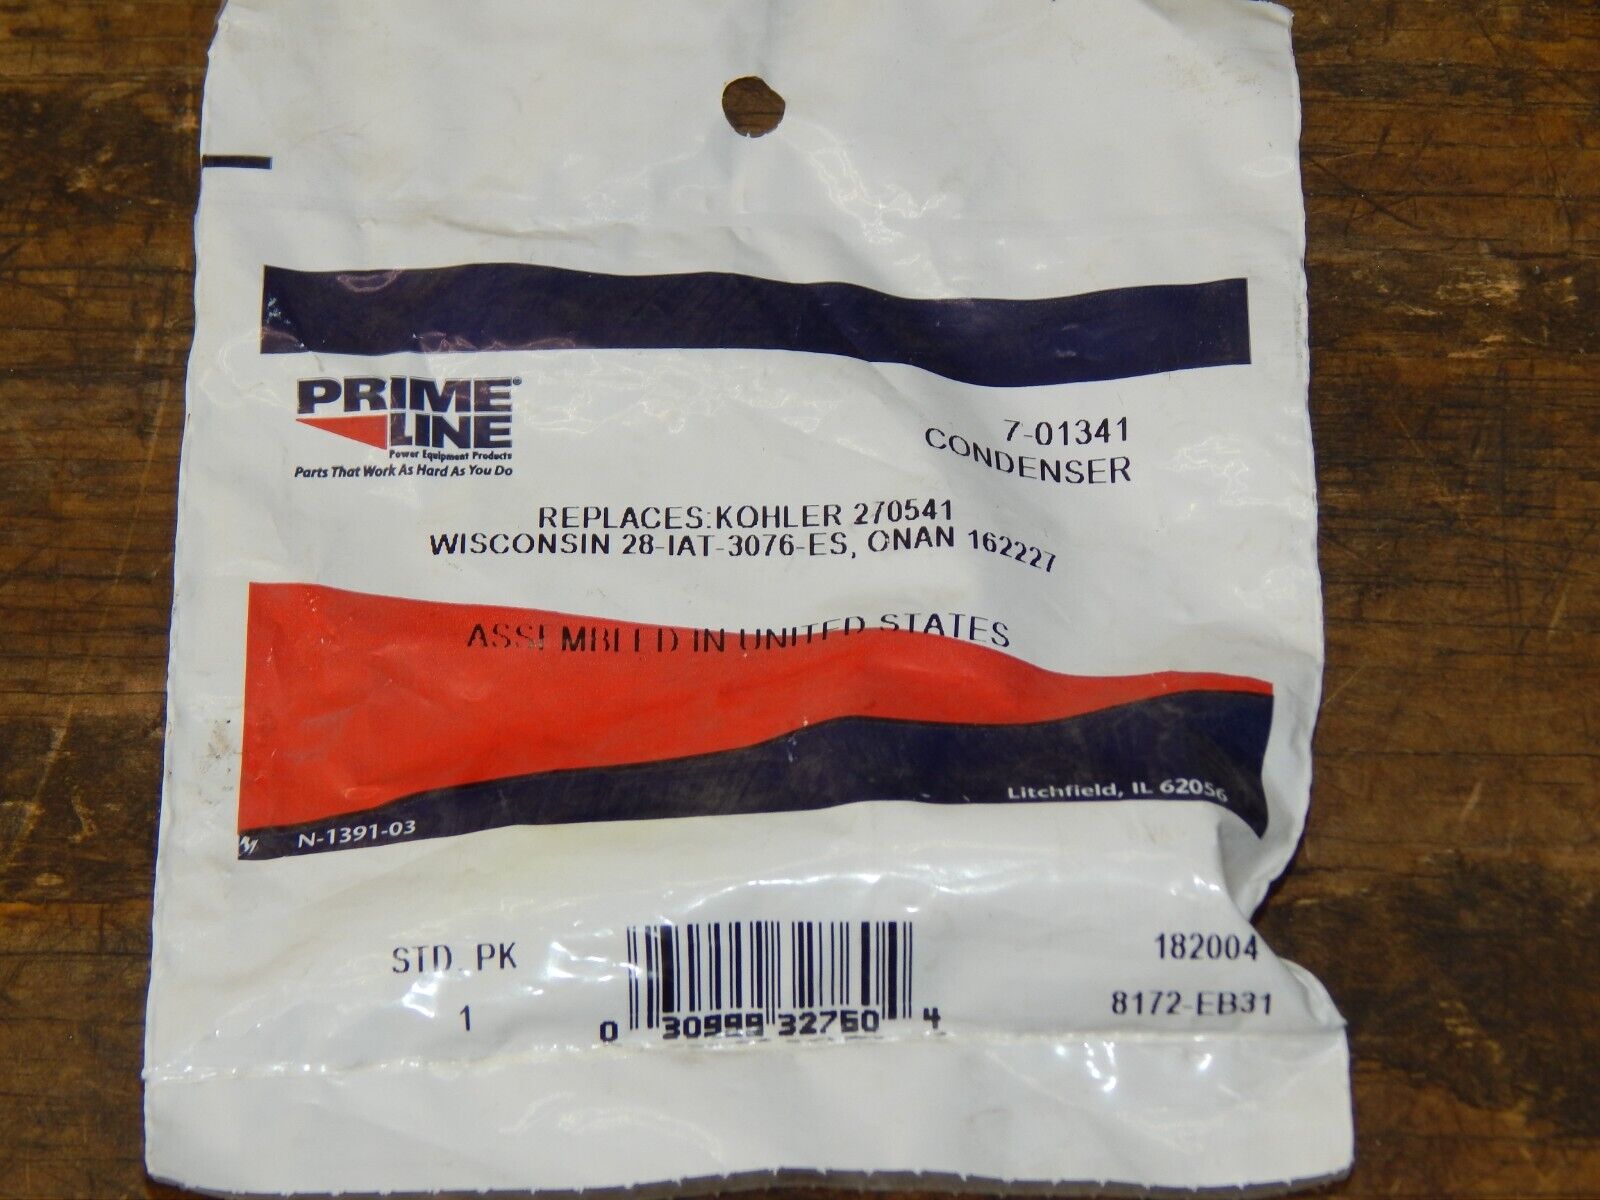 PRIME®
LINE
Power Equipment Products
Parts That Work As Hard As You Do
7-01341
CONDENSER
REPLACES:KOHLER 270541
WISCONSIN 28-IAT-3076-ES, ONAN 162227
ASSEMBLED IN UNITED STATES
Litchfield, IL 62056
N-1391-03
STD. PK
1
0 30999 32760 4
182004
8172-EB31